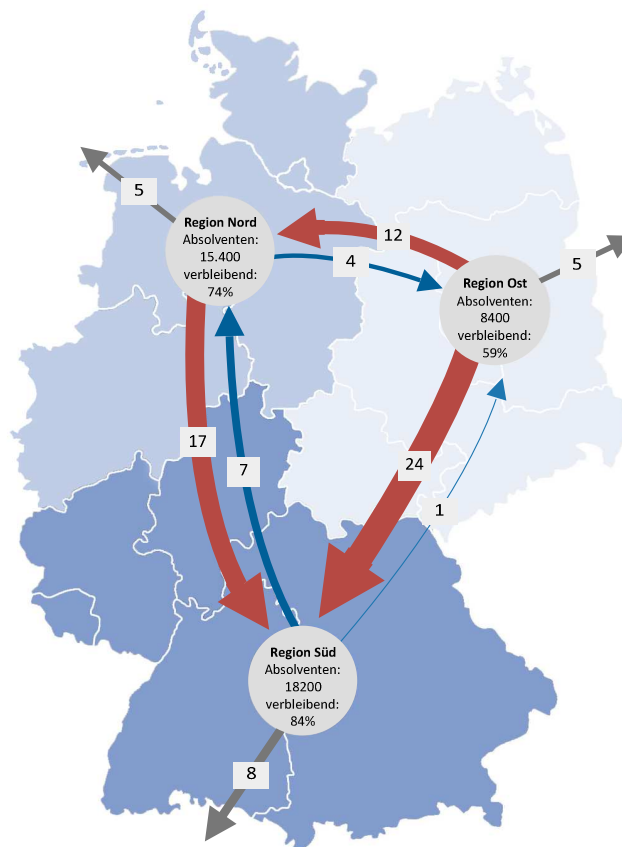 5
Region Nord
Absolventen:
15.400
verbleibend:
74%
12
4
Region Ost
Absolventen:
8400
verbleibend:
59%
5
17
7
24
1
Region Süd
Absolventen:
18200
verbleibend:
84%
8